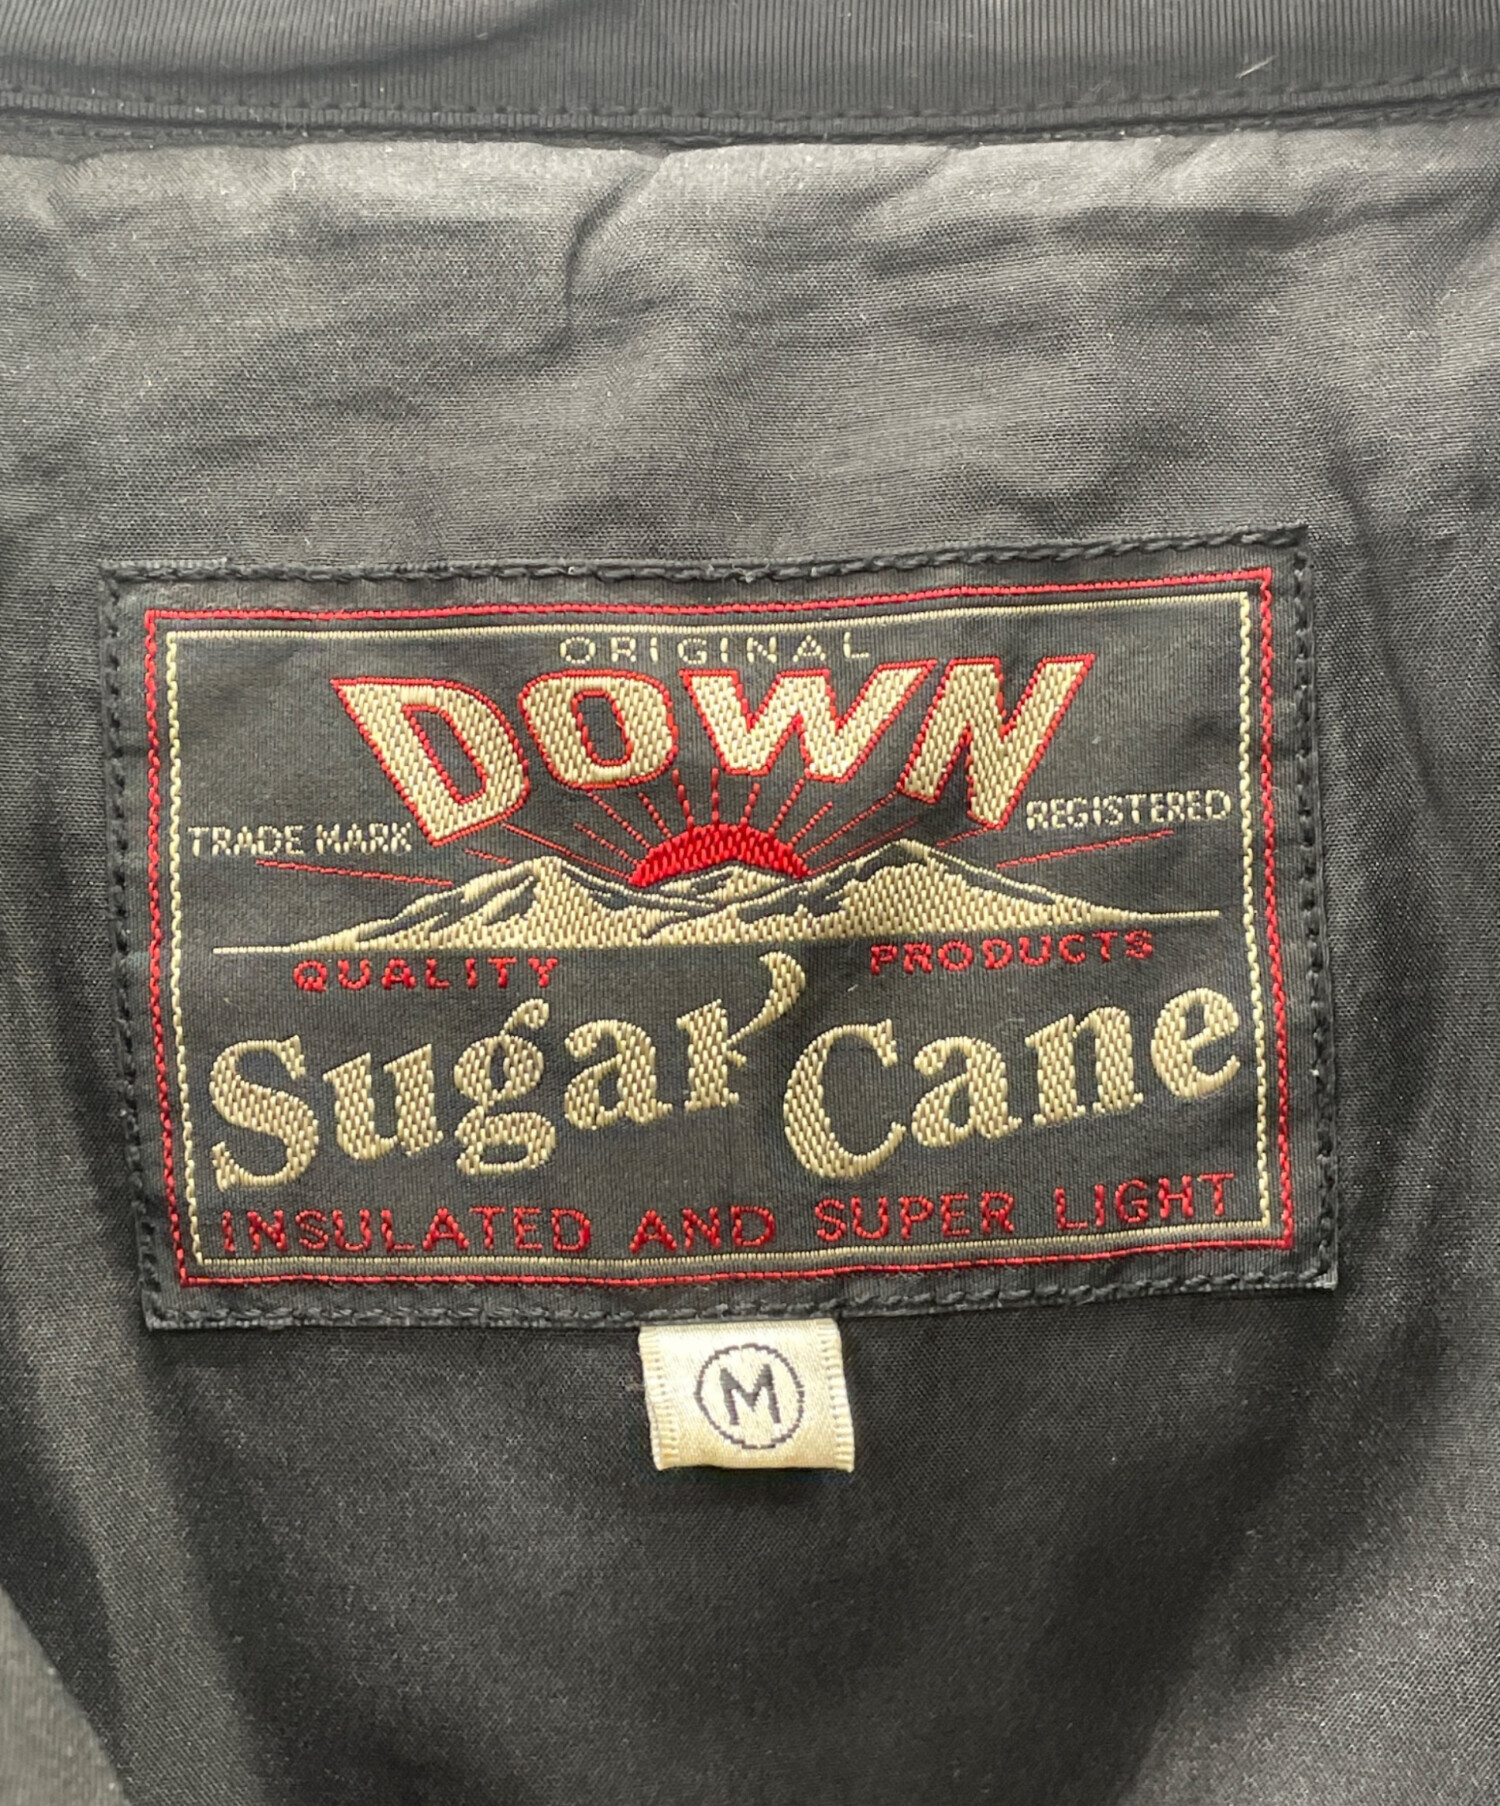 ORIGINAL
DOWN
TRADE MARK REGISTERED
QUALITY PRODUCTS
Sugar Cane
INSULATED AND SUPER LIGHT
M